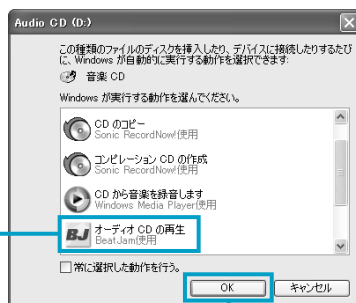 Audio CD (D:)
この種類のファイルのディスクを挿入したり、デバイスに接続したりするたび
に、Windows が自動的に実行する動作を選択できます:
音楽 CD
Windows が実行する動作を選んでください。
CD のコピー
Sonic RecordNow!使用
コンピレーション CD の作成
Sonic RecordNow!使用
CD から音楽を録音します
Windows Media Player使用
BJ オーディオ CD の再生
BeatJam使用
常に選択した動作を行う。
OK キャンセル